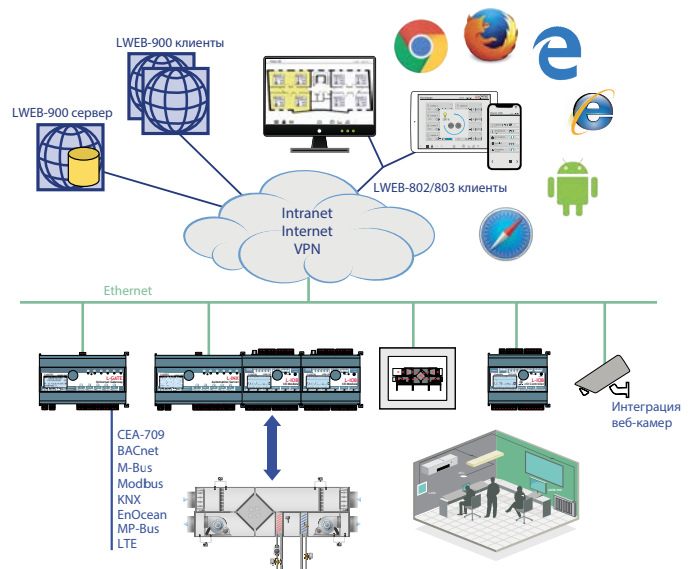 LWEB-900 клиенты
LWEB-900 сервер
LWEB-802/803 клиенты
Intranet
Internet
VPN
Ethernet
L-GATE
L-INX
L-IOB
L-IOB
L-IOB
Интеграция
веб-камер
CEA-709
BACnet
M-Bus
Modbus
KNX
EnOcean
MP-Bus
LTE